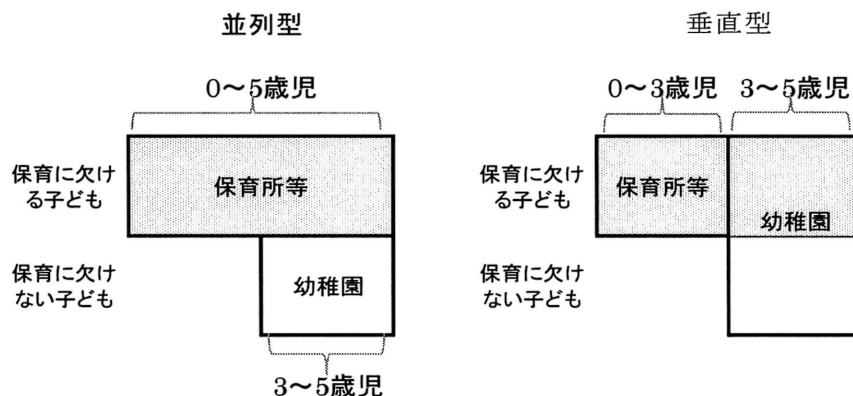 並列型
0〜5歳児
保育に欠け
る子ども
保育所等
保育に欠け
ない子ども
幼稚園
3〜5歳児
垂直型
0〜3歳児
3〜5歳児
保育に欠け
る子ども
保育所等
幼稚園
保育に欠け
ない子ども